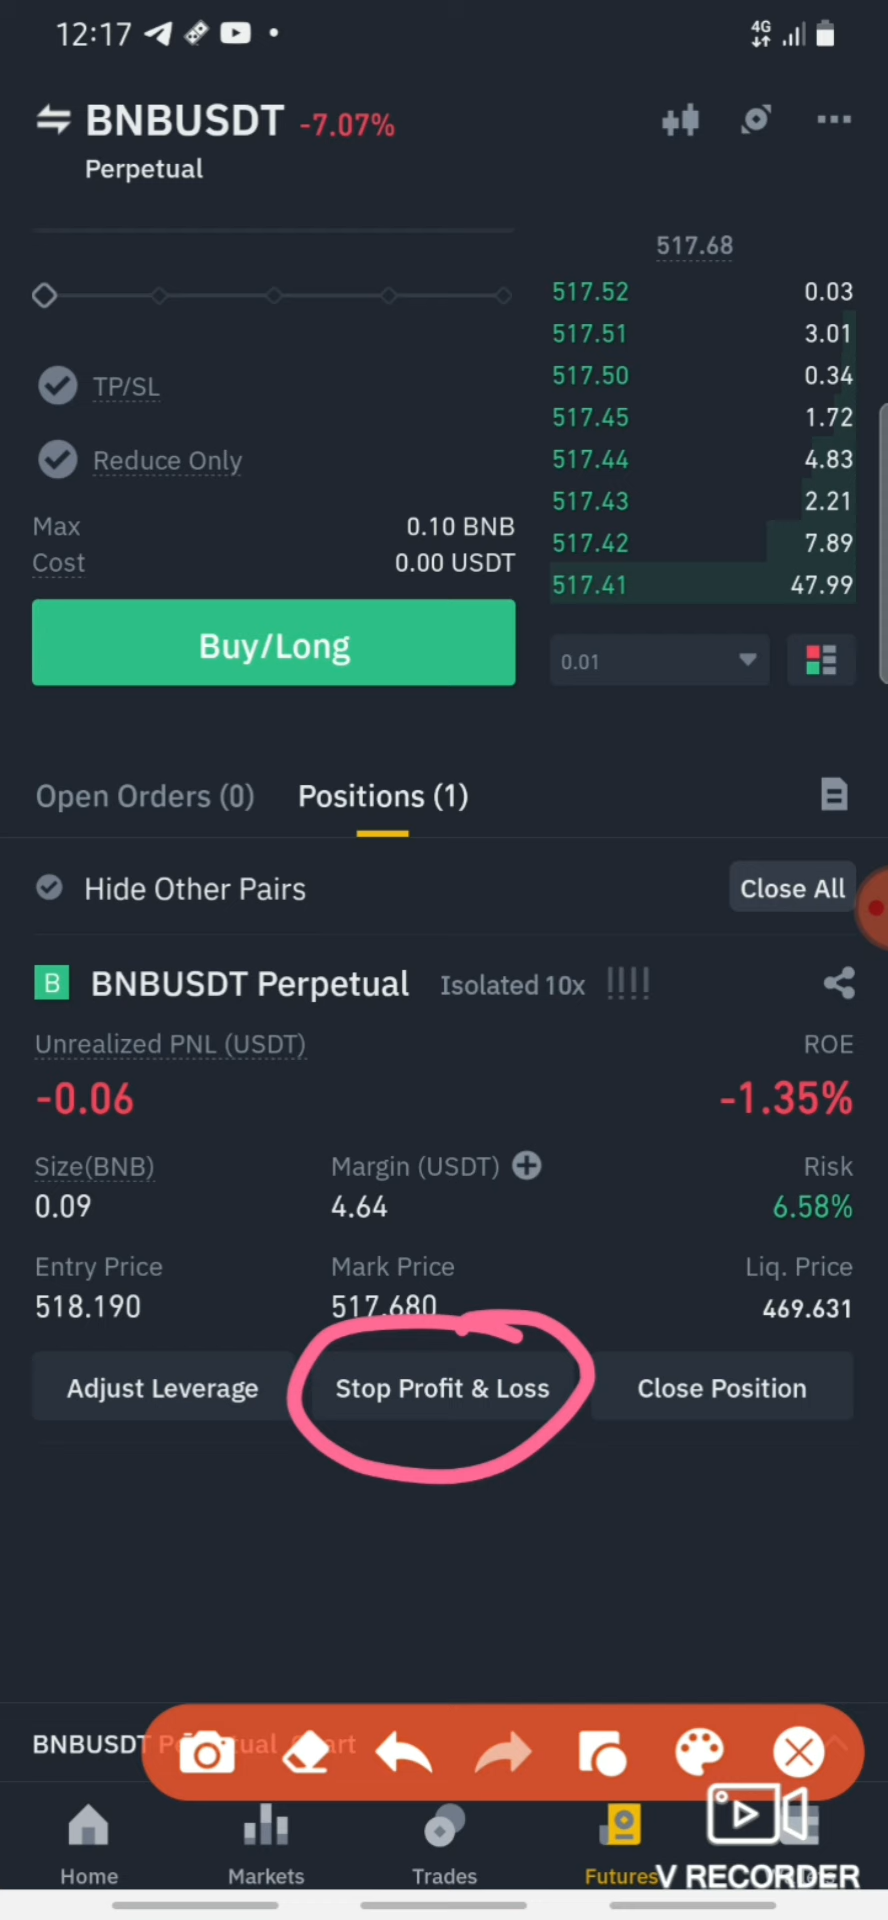 12:17
4G
BNBUSDT -7.07%
Perpetual
517.68
517.52 0.03
517.51 3.01
TP/SL
517.50 0.34
517.45 1.72
Reduce Only
517.44 4.83
517.43 2.21
Max 0.10 BNB
517.42 7.89
Cost 0.00 USDT
517.41 47.99
Buy/Long
0.01
Open Orders (0) Positions (1)
Hide Other Pairs Close All
B BNBUSDT Perpetual Isolated 10x !!!!
Unrealized PNL (USDT) ROE
-0.06 -1.35%
Size(BNB) Margin (USDT) Risk
0.09 4.64 6.58%
Entry Price Mark Price Liq. Price
518.190 517.680 469.631
Adjust Leverage Stop Profit & Loss Close Position
BNBUSDT Perpetual Chart
Home Markets Trades Futures
V RECORDER